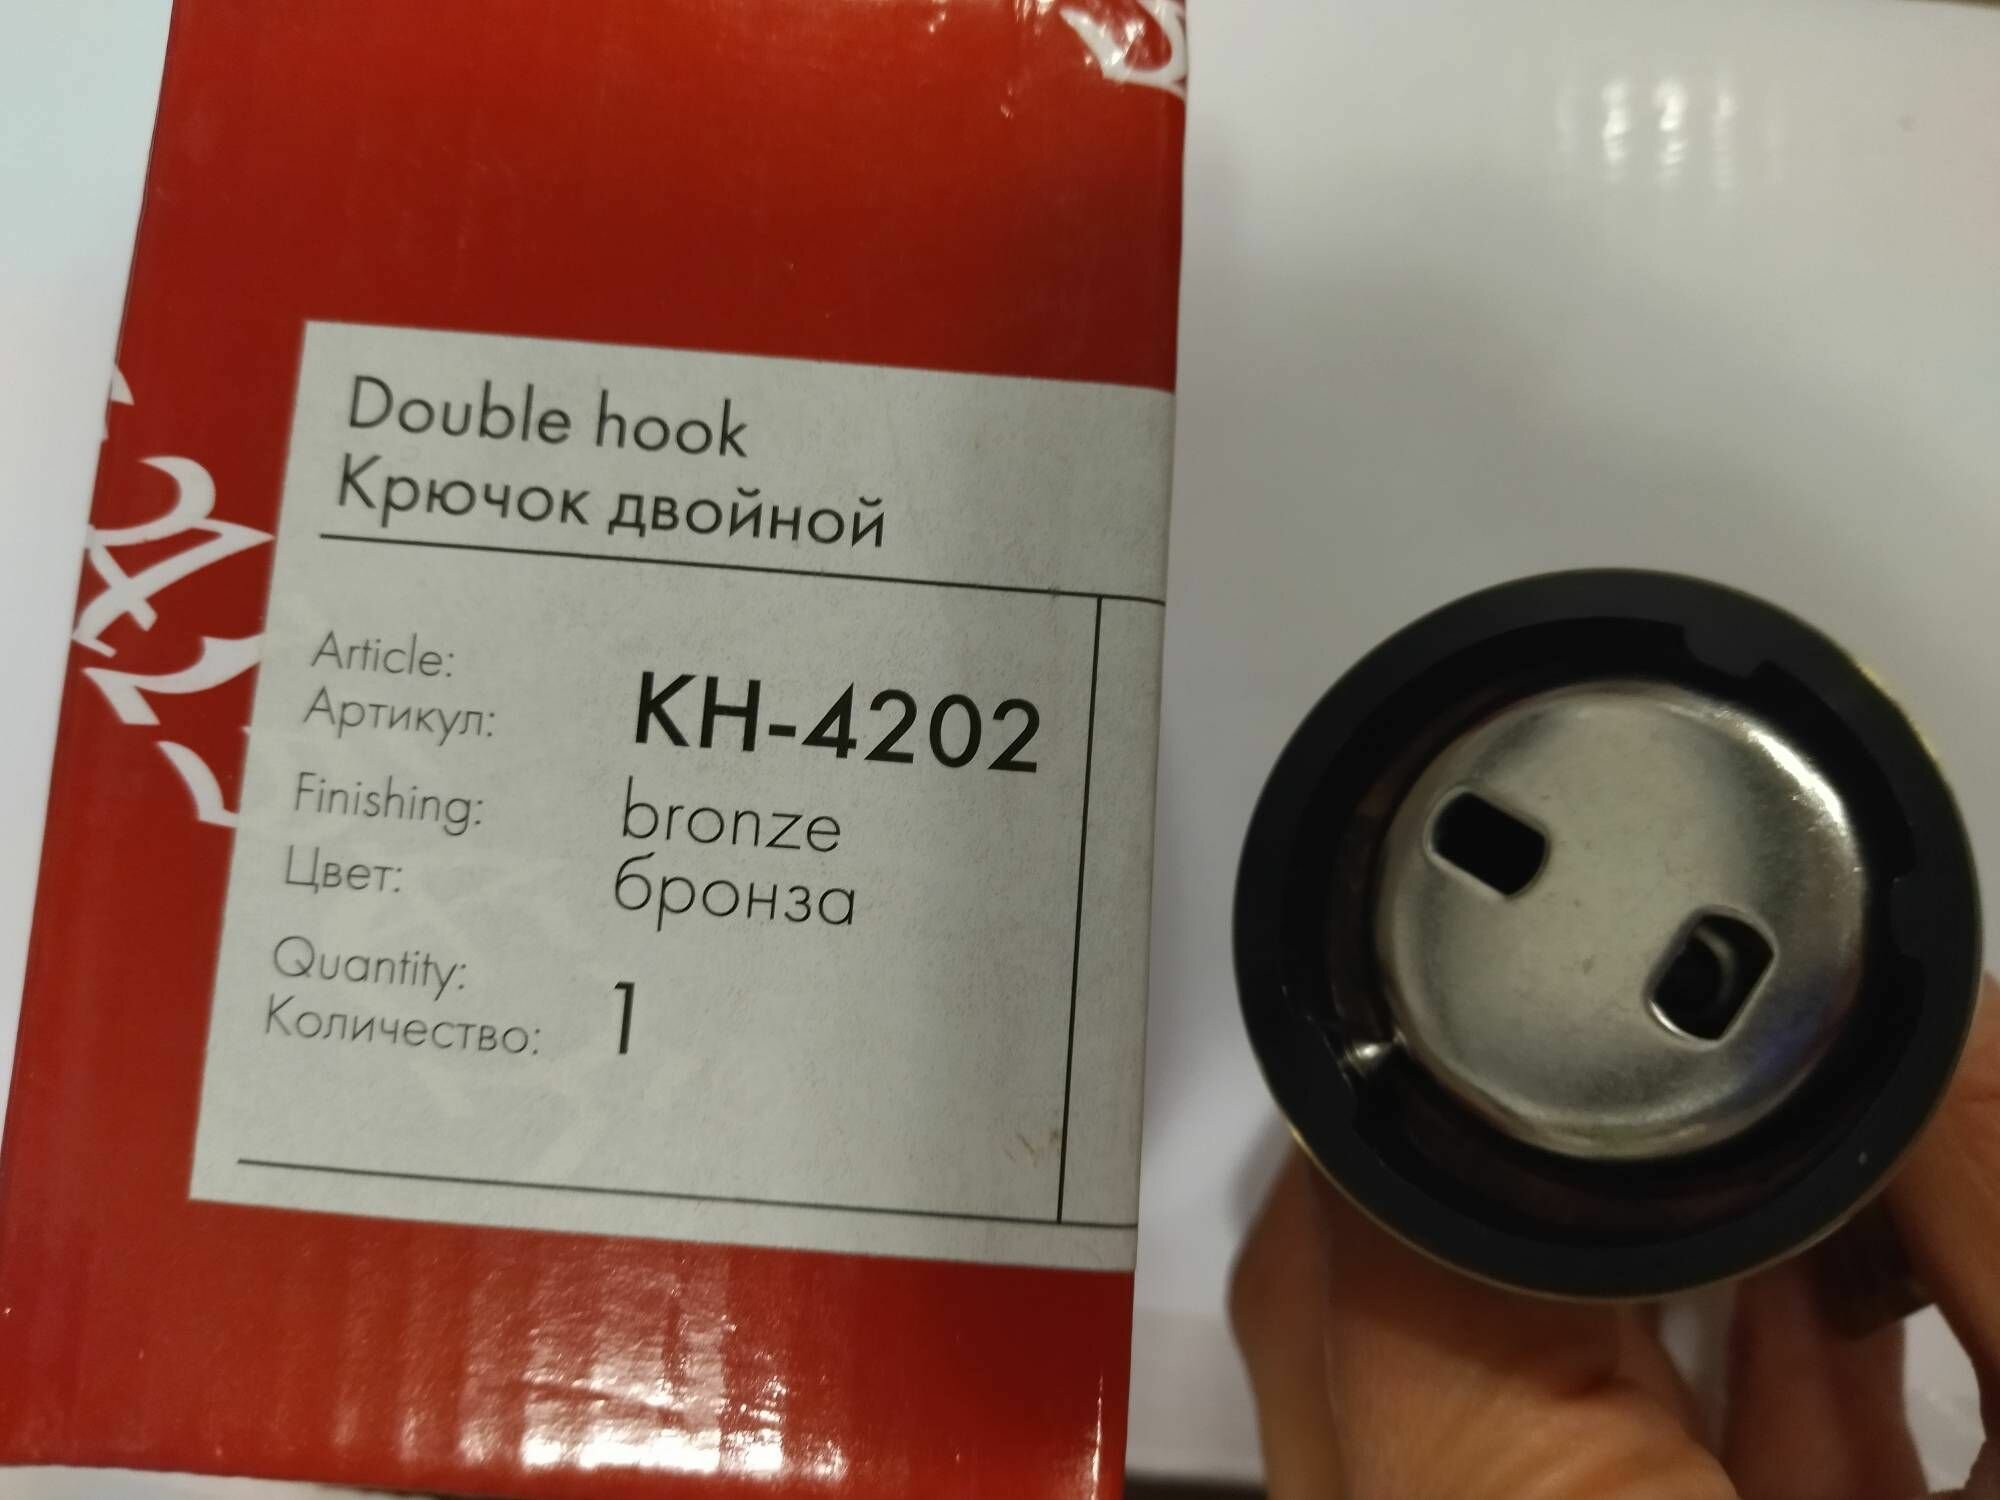 Double hook
Крючок двойной
Article:
Артикул:
KH-4202
Finishing:
bronze
Цвет:
бронза
Quantity:
Количество:
1